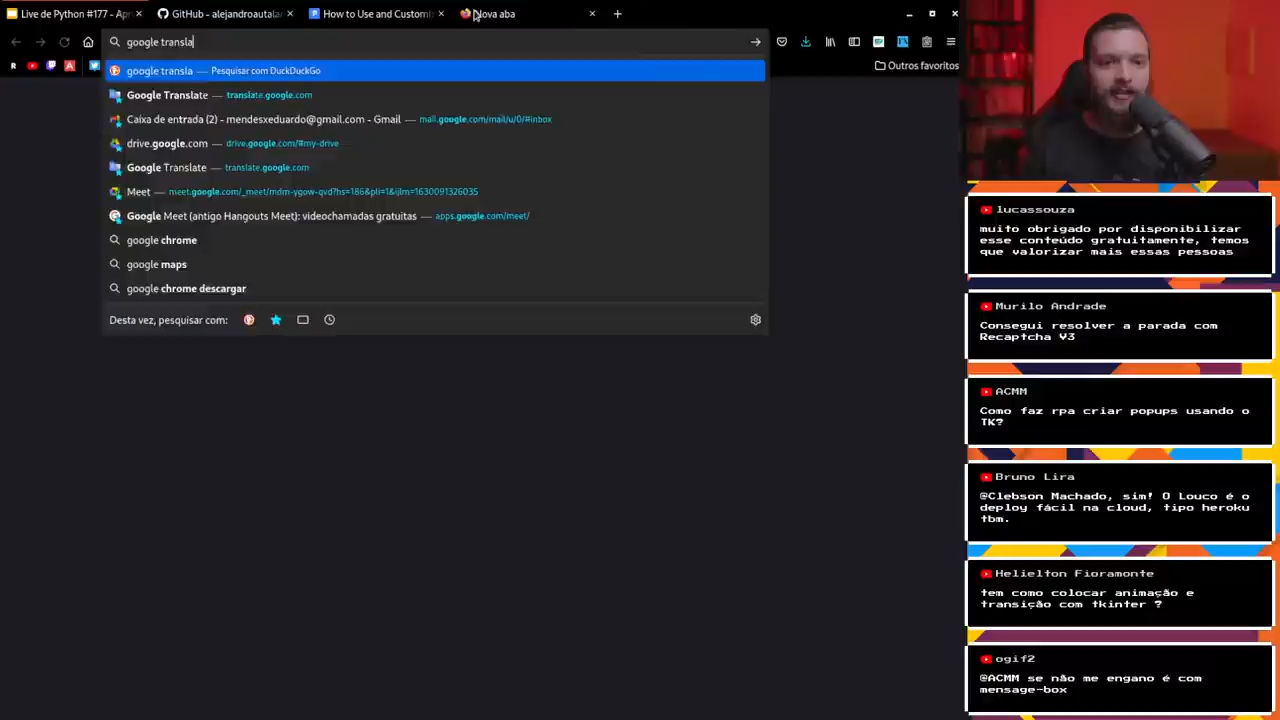 Live de Python #177 - Apr
GitHub - alejandroautala
How to Use and Customiz
Nova aba
google transla
R
Outros favoritos
google transla — Pesquisar com DuckDuckGo
Google Translate — translate.google.com
Caixa de entrada (2) - mendesxeduardo@gmail.com - Gmail — mail.google.com/mail/u/0/#inbox
drive.google.com — drive.google.com/#my-drive
Google Translate — translate.google.com
Meet — meet.google.com/_meet/mdm-ygow-qvd?hs=186&pli=1&ijlm=1630091326035
Google Meet (antigo Hangouts Meet): videochamadas gratuitas — apps.google.com/meet/
google chrome
google maps
google chrome descargar
Desta vez, pesquisar com:
lucassouza
muito obrigado por disponibilizar
esse conteúdo gratuitamente, temos
que valorizar mais essas pessoas
Murilo Andrade
Consegui resolver a parada com
Recaptcha V3
ACMM
Como faz rpa criar popups usando o
TK?
Bruno Lira
@Clebson Machado, sim! O Louco é o
deploy fácil na cloud, tipo heroku
tbm.
Helielton Fioramonte
tem como colocar animação e
transição com tkinter ?
ogif2
@ACMM se não me engano é com
mensage-box